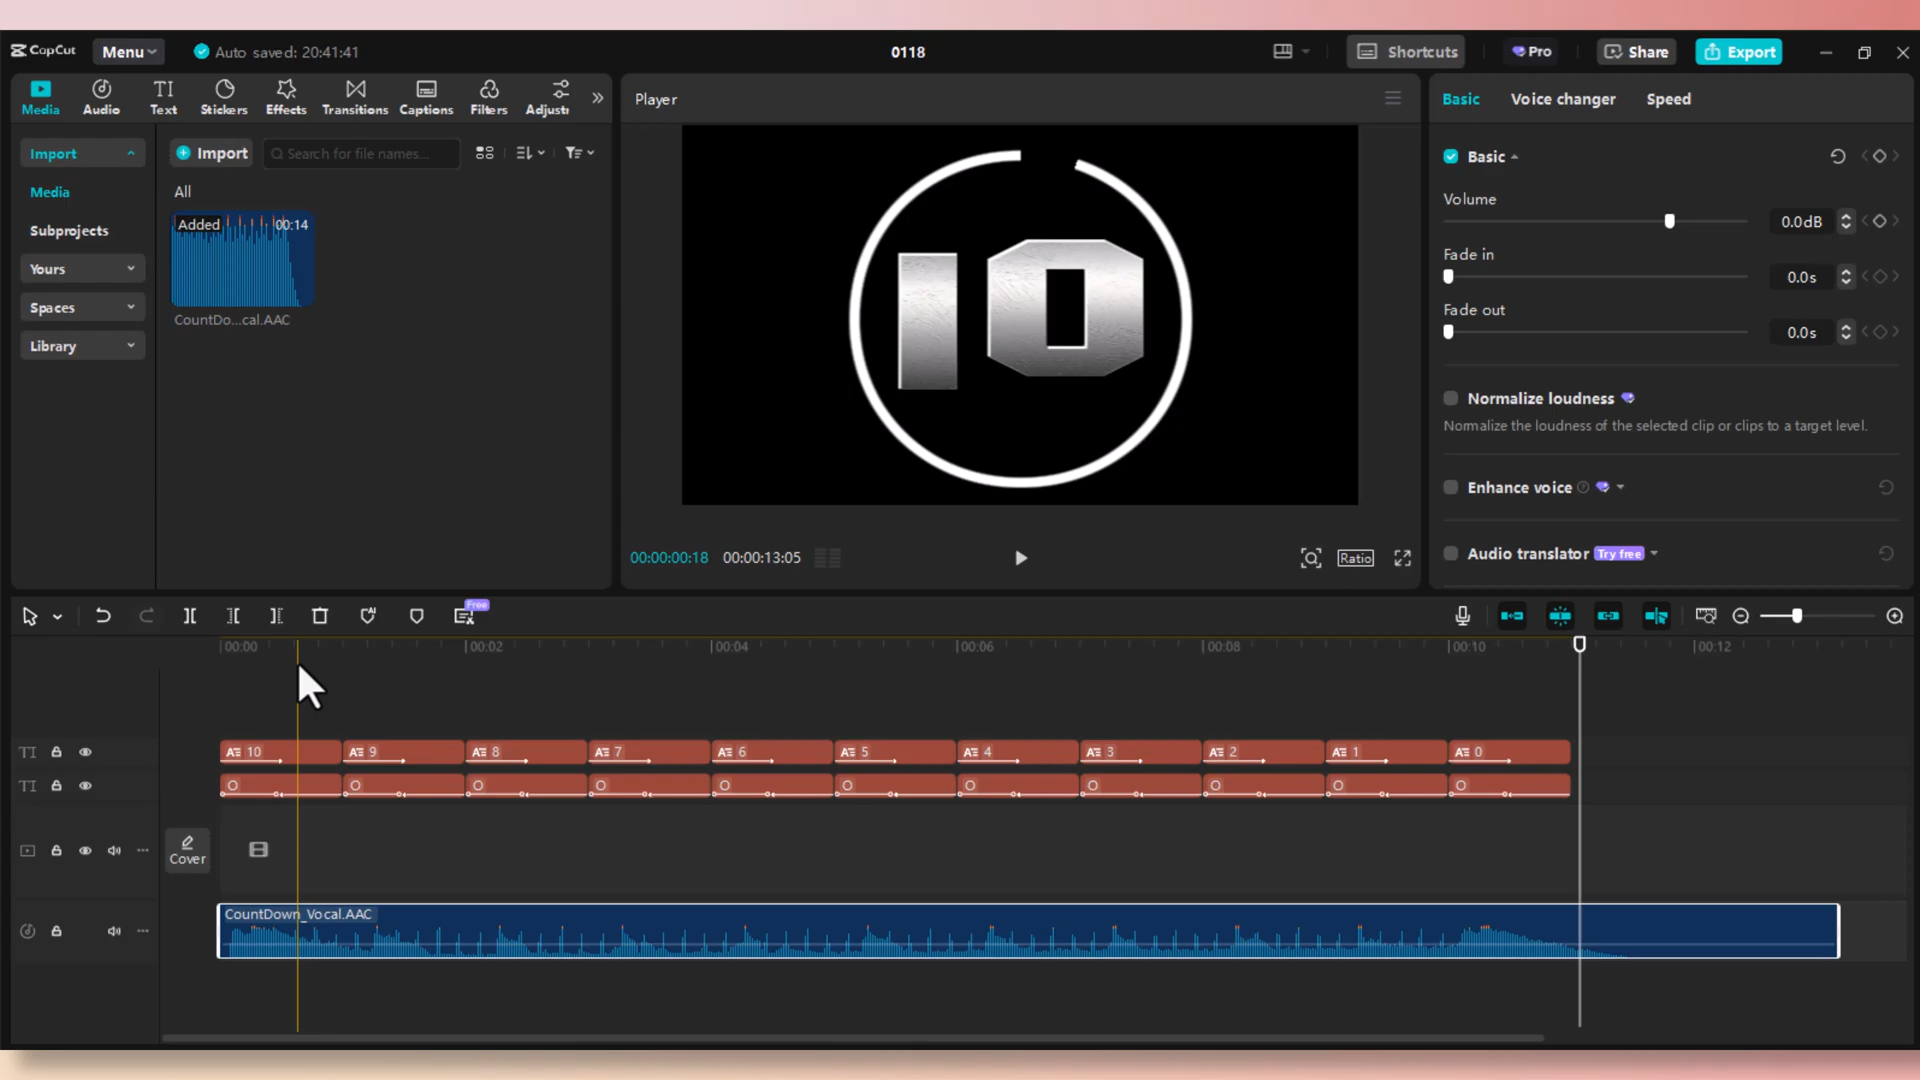 CapCut
Menu
Auto saved: 20:41:41
0118
Shortcuts
Pro
Share
Export
Media
Audio
Text
Stickers
Effects
Transitions
Captions
Filters
Adjustr
Player
Basic
Voice changer
Speed
Import
Media
Subprojects
Yours
Spaces
Library
Import
Search for file names...
All
Added
00:14
CountDo...cal.AAC
10
Basic
Volume
0.0dB
Fade in
0.0s
Fade out
0.0s
Normalize loudness
Normalize the loudness of the selected clip or clips to a target level.
Enhance voice
Audio translator
Try free
00:00:00:18
00:00:13:05
Ratio
Free
00:00
00:02
00:04
00:06
00:08
00:10
00:12
10
9
8
7
6
5
4
3
2
1
0
O
O
O
O
O
O
O
O
O
O
O
Cover
CountDown_Vocal.AAC